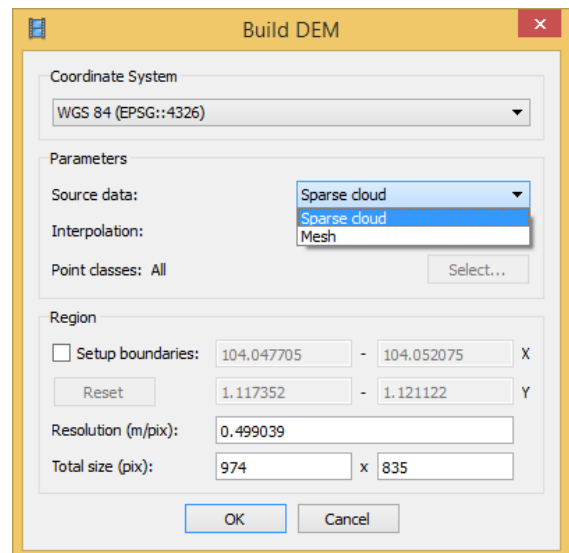 Build DEM
Coordinate System
WGS 84 (EPSG::4326)
Parameters
Source data: Sparse cloud
Sparse cloud
Interpolation:
Mesh
Point classes: All Select...
Region
Setup boundaries: 104.047705 - 104.052075 X
Reset 1.117352 - 1.121122 Y
Resolution (m/pix): 0.499039
Total size (pix): 974 x 835
OK Cancel